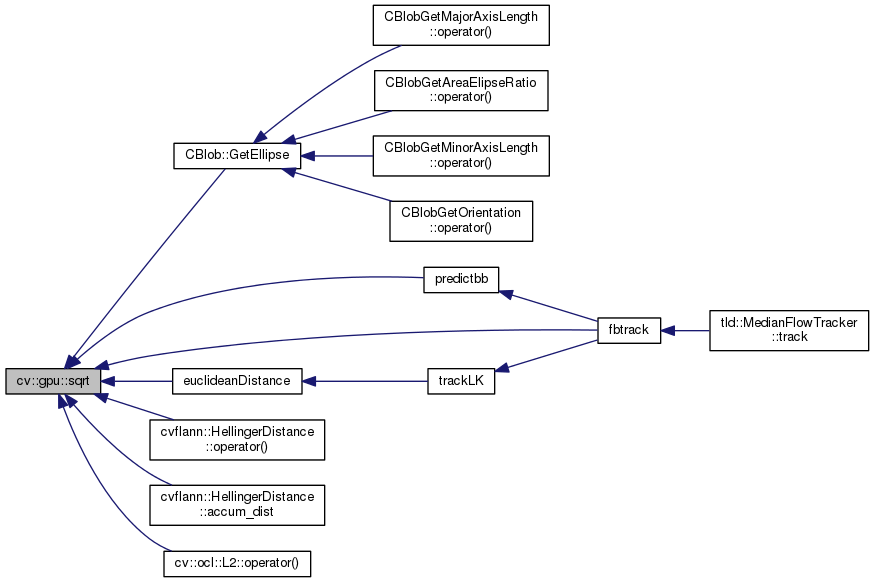 CBlobGetMajorAxisLength
::operator()
CBlobGetAreaElipseRatio
::operator()
CBlob::GetEllipse
CBlobGetMinorAxisLength
::operator()
CBlobGetOrientation
::operator()
predictbb
fbtrack
tld::MedianFlowTracker
::track
cv::gpu::sqrt
euclideanDistance
trackLK
cvflann::HellingerDistance
::operator()
cvflann::HellingerDistance
::accum_dist
cv::ocl::L2::operator()